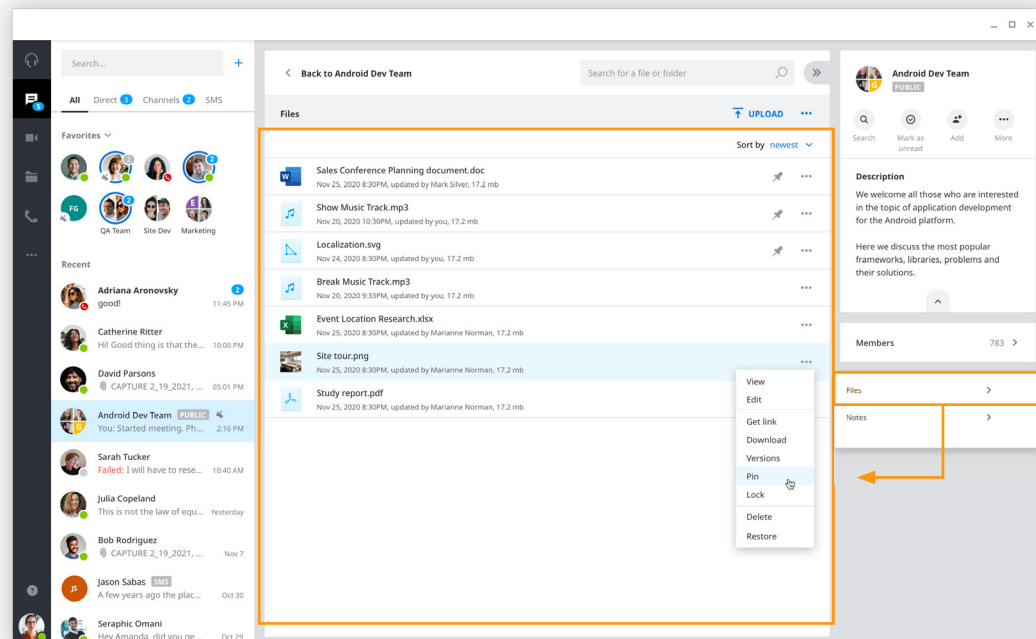 5
Search...
+
All Direct 3 Channels 2 SMS
Favorites
2
2
FG
2
E
G
QA Team Site Dev Marketing
Recent
Adriana Aronovsky 2
good! 11:45 PM
Catherine Ritter
Hi! Good thing is that the... 10:00 PM
David Parsons
CAPTURE 2_19_2021, ... 05:01 PM
Android Dev Team PUBLIC
G
You: Started meeting. Ph... 2:16 PM
Sarah Tucker
Failed: I will have to rese... 10:40 AM
Julia Copeland
This is not the law of equ... Yesterday
Bob Rodriguez
CAPTURE 2_19_2021, ... Nov 7
JS
Jason Sabas SMS
A few years ago the plac... Oct 30
Seraphic Omani
Hey Amanda, did you ge... Oct 29
?
Back to Android Dev Team
Search for a file or folder
Files
UPLOAD
Sort by newest
W
Sales Conference Planning document.doc
Nov 25, 2020 8:30PM, updated by Mark Silver, 17.2 mb
Show Music Track.mp3
Nov 20, 2020 10:30PM, updated by you, 17.2 mb
Localization.svg
Nov 24, 2020 8:30PM, updated by you, 17.2 mb
Break Music Track.mp3
Nov 20, 2020 9:33PM, updated by you, 17.2 mb
X
Event Location Research.xlsx
Nov 25, 2020 8:30PM, updated by Marianne Norman, 17.2 mb
Site tour.png
Nov 25, 2020 8:30PM, updated by Marianne Norman, 17.2 mb
Study report.pdf
Nov 25, 2020 8:30PM, updated by Marianne Norman, 17.2 mb
View
Edit
Get link
Download
Versions
Pin
Lock
Delete
Restore
G
Android Dev Team
PUBLIC
Search
Mark as
unread
Add
More
Description
We welcome all those who are interested
in the topic of application development
for the Android platform.
Here we discuss the most popular
frameworks, libraries, problems and
their solutions.
Members 783
Files
Notes